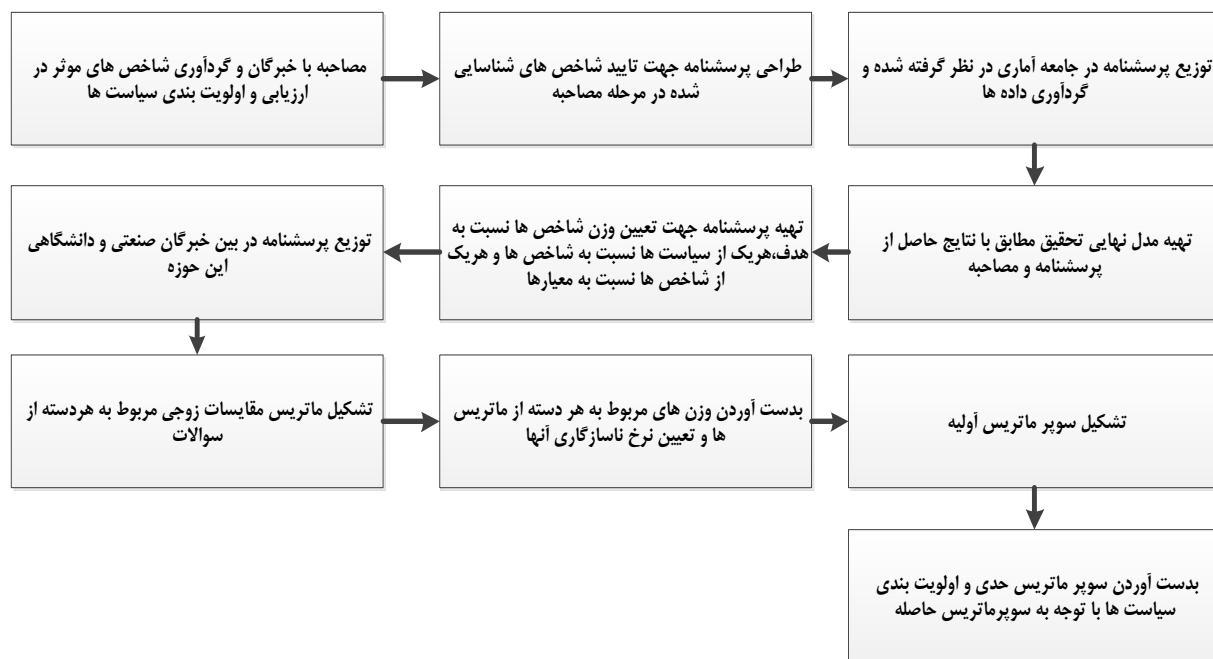 مصاحبه با خبرگان و گردآوری شاخص های موثر در
ارزیابی و اولویت بندی سیاست ها
طراحی پرسشنامه جهت تایید شاخص های شناسایی
شده در مرحله مصاحبه
توزیع پرسشنامه در جامعه آماری در نظر گرفته شده و
گردآوری داده ها
تهیه مدل نهایی تحقیق مطابق با نتایج حاصل از
پرسشنامه و مصاحبه
تهیه پرسشنامه جهت تعیین وزن شاخص ها نسبت به
هدف،هریک از سیاست ها نسبت به شاخص ها و هریک
از شاخص ها نسبت به معیارها
توزیع پرسشنامه در بین خبرگان صنعتی و دانشگاهی
این حوزه
تشکیل ماتریس مقایسات زوجی مربوط به هردسته از
سوالات
بدست آوردن وزن های مربوط به هر دسته از ماتریس
ها و تعیین نرخ ناسازگاری آنها
تشکیل سوپر ماتریس آولیه
بدست آوردن سوپر ماتریس حدی و اولویت بندی
سیاست ها با توجه به سوپرماتریس حاصله